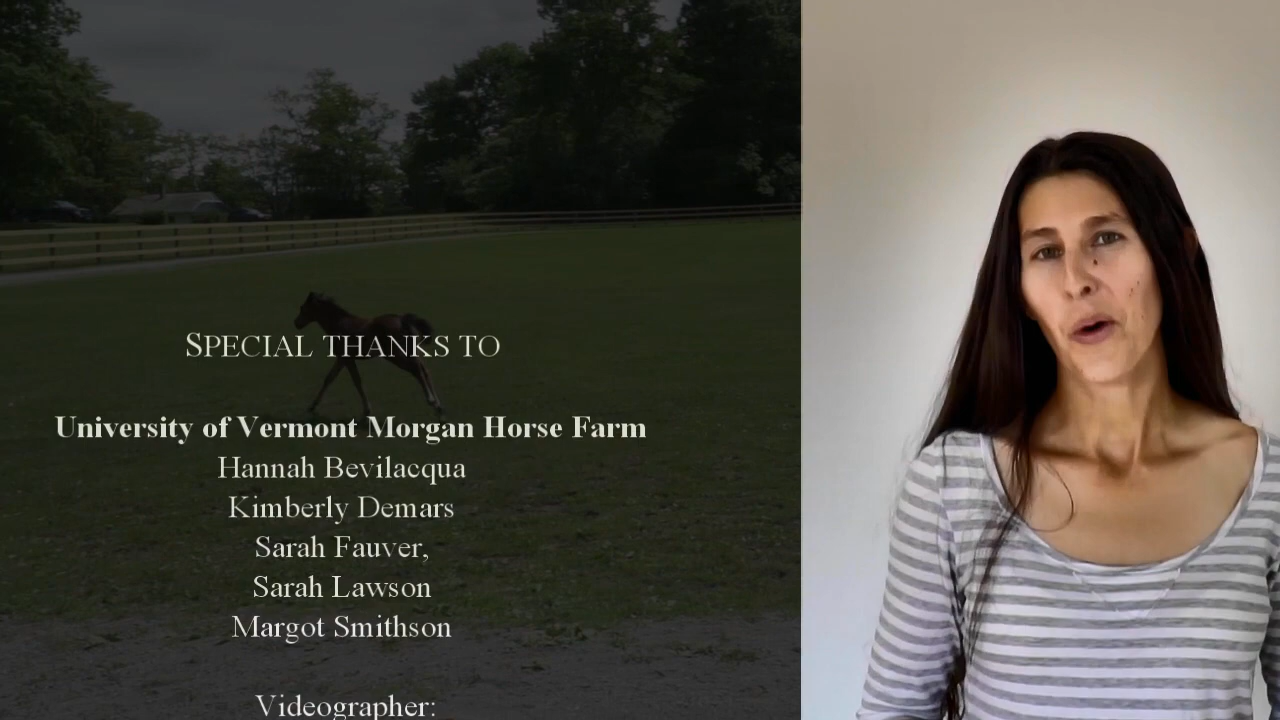 SPECIAL THANKS TO
University of Vermont Morgan Horse Farm
Hannah Bevilacqua
Kimberly Demars
Sarah Fauver,
Sarah Lawson
Margot Smithson
Videographer: